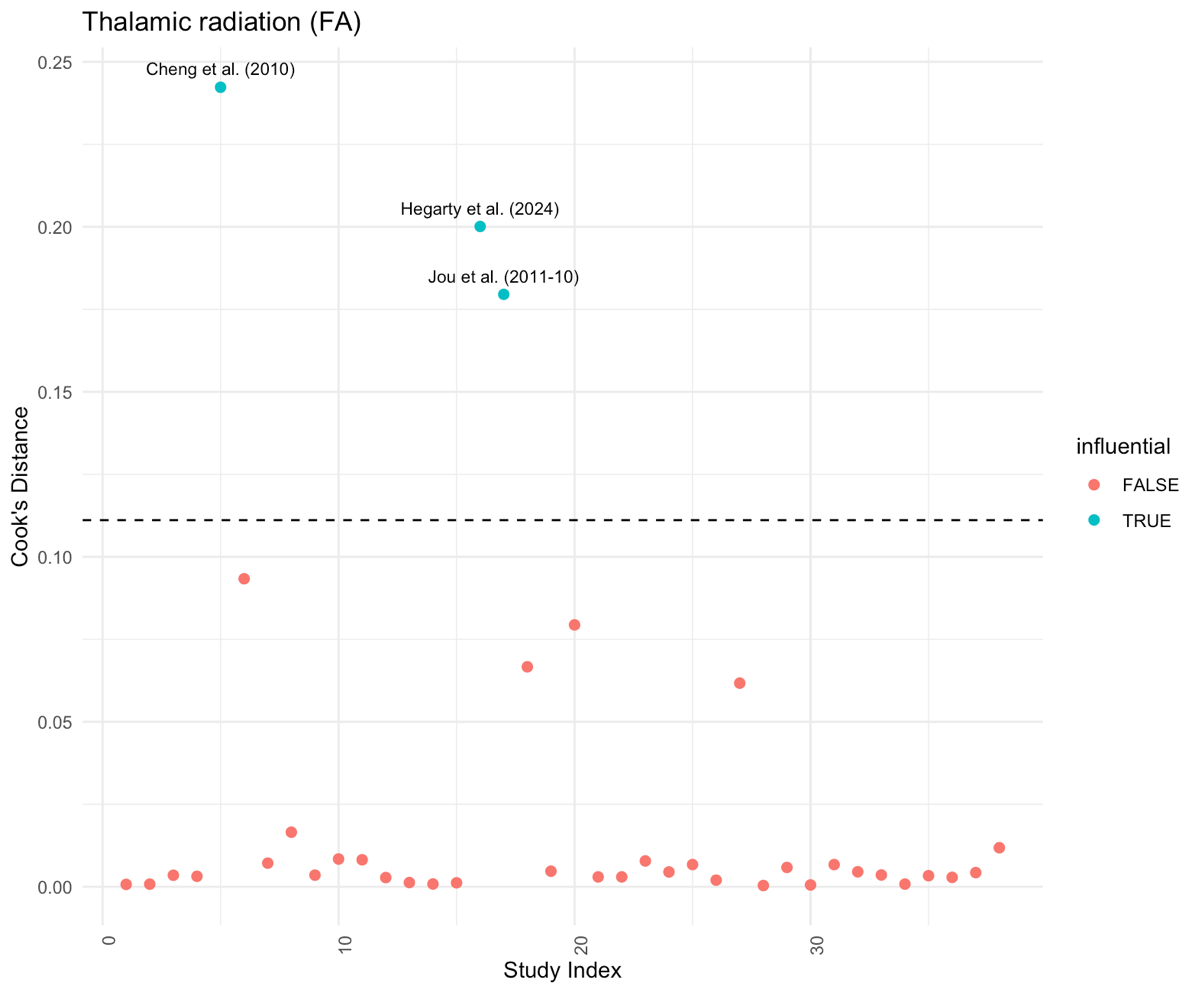 Thalamic radiation (FA)
0.25
Cheng et al. (2010)
Hegarty et al. (2024)
0.20
Jou et al. (2011-10)
0.15
Cook's Distance
influential
FALSE
TRUE
0.10
0.05
0.00
0
10
20
30
Study Index